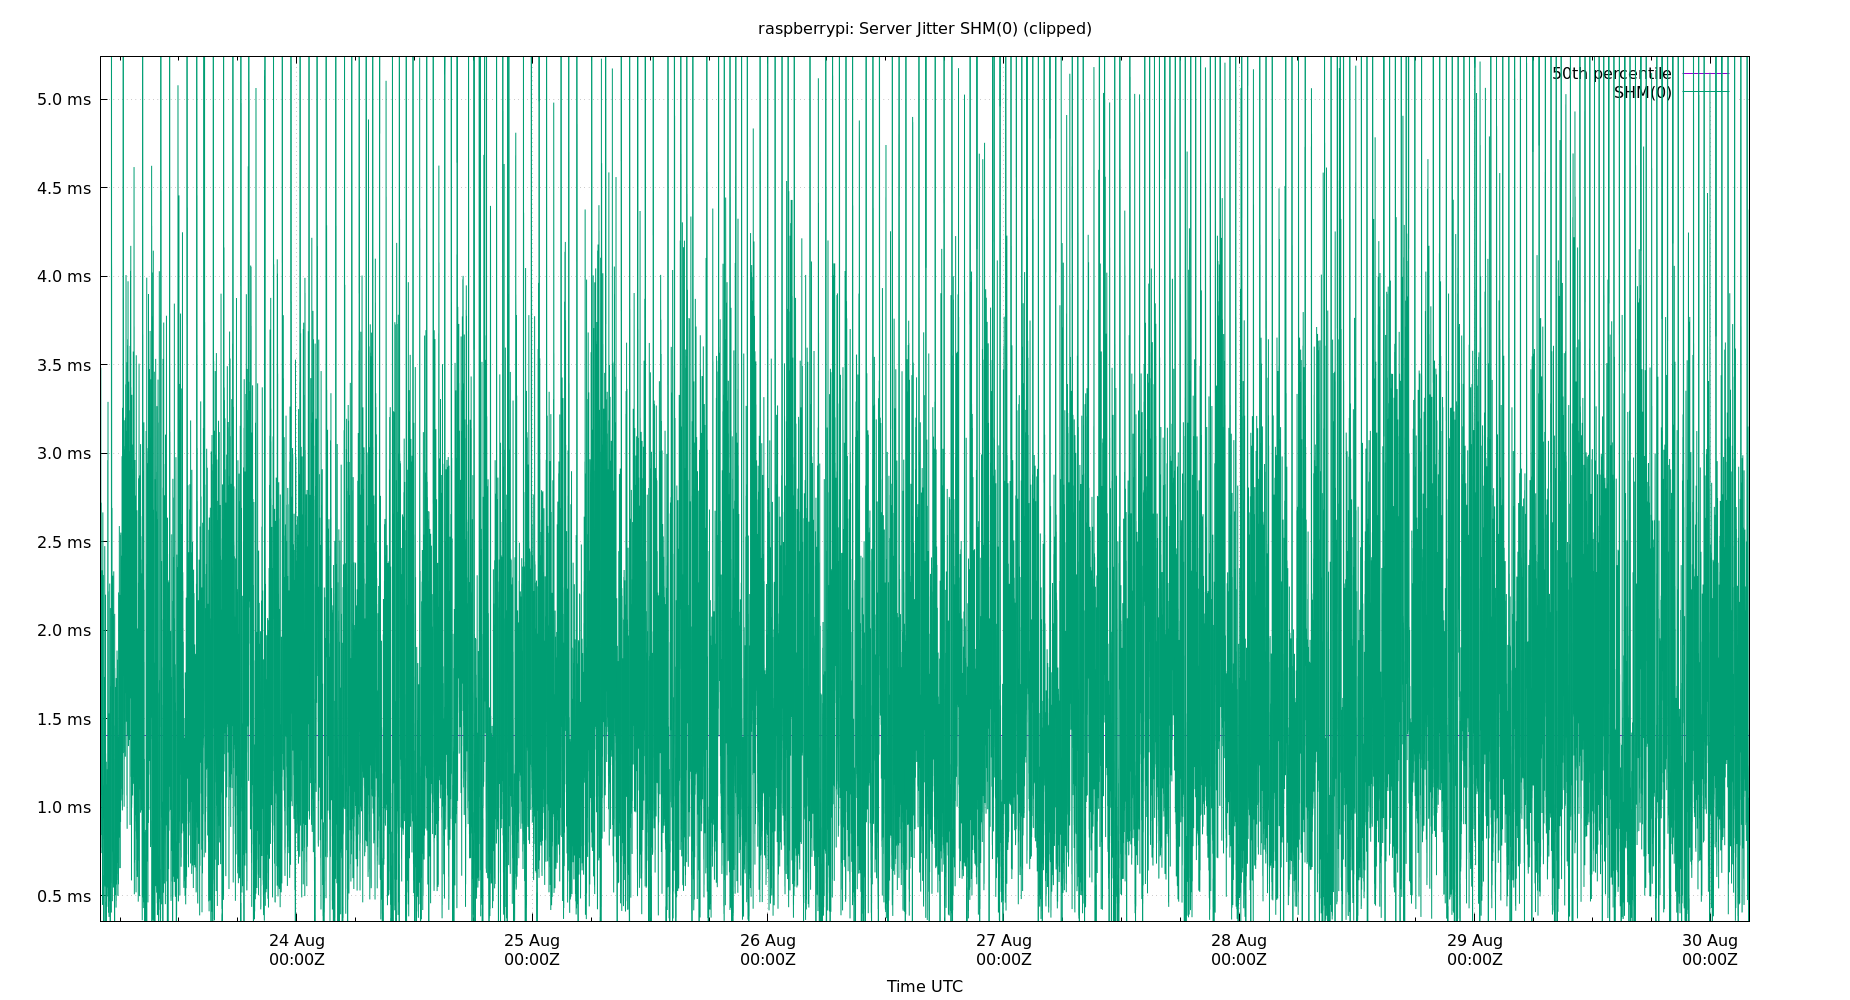 raspberrypi: Server Jitter SHM(0) (clipped)
50th percentile
SHM(0)
5.0 ms
4.5 ms
4.0 ms
3.5 ms
3.0 ms
2.5 ms
2.0 ms
1.5 ms
1.0 ms
0.5 ms
24 Aug 25 Aug 26 Aug 27 Aug 28 Aug 29 Aug 30 Aug
00:00Z 00:00Z 00:00Z 00:00Z 00:00Z 00:00Z 00:00Z
Time UTC